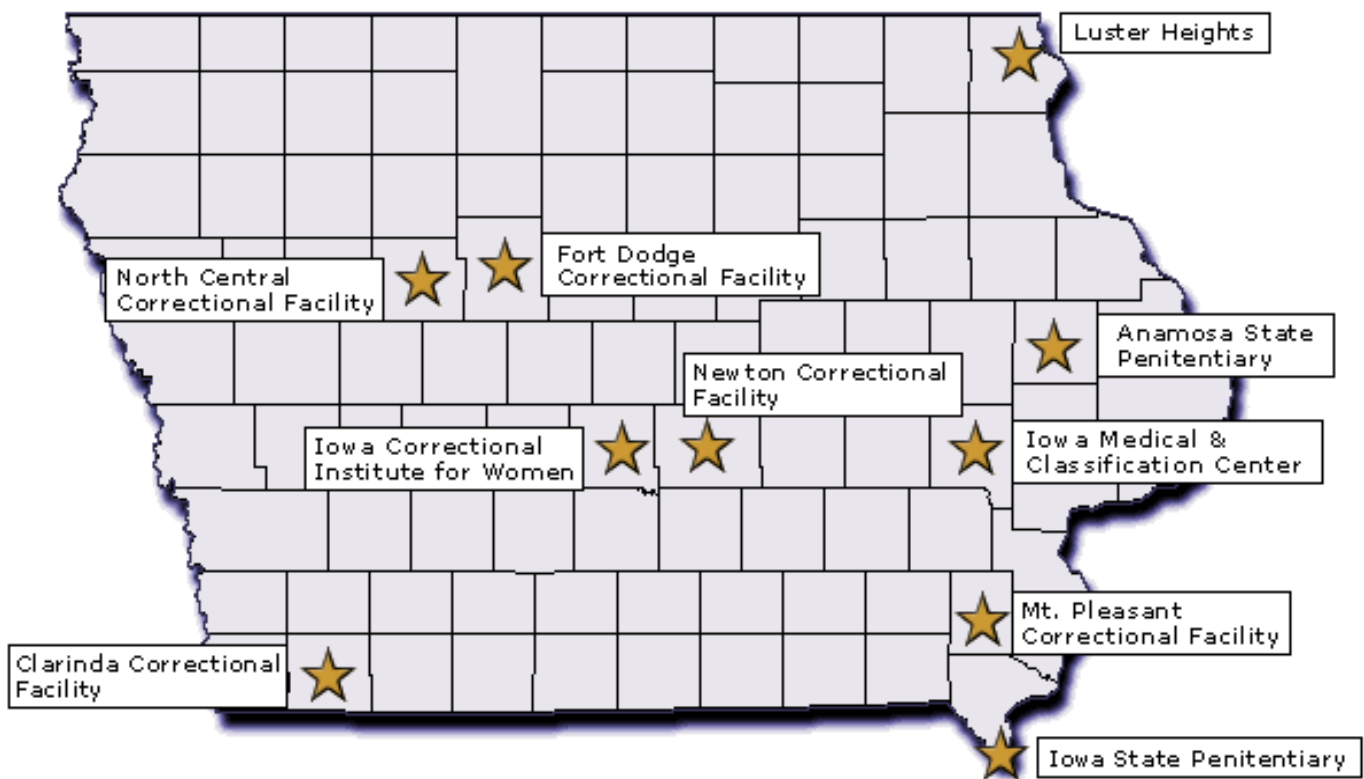 Luster Heights
Fort Dodge
Correctional Facility
North Central
Correctional Facility
Anamosa State
Penitentiary
Newton Correctional
Facility
Iowa Correctional
Institute for Women
Iowa Medical &
Classification Center
Mt. Pleasant
Correctional Facility
Clarinda Correctional
Facility
Iowa State Penitentiary